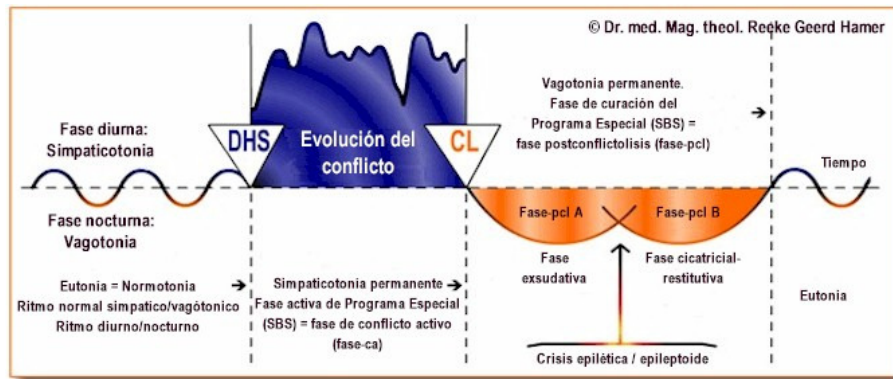 © Dr. med. Mag. theol. Reeke Geerd Hamer
Fase diurna:
Simpaticotonia
DHS
Evolución del
conflicto
CL
Vagotonia permanente.
Fase de curación del
Programa Especial (SBS) =
fase postconflictolisis (fase-pcl)
Tiempo
Fase nocturna:
Vagotonia
Fase-pcl A
Fase-pcl B
Fase
exsudativa
Fase cicatricial-
restitutiva
Eutonia = Normotonia
Ritmo normal simpatico/vagótonico
Ritmo diurno/nocturno
Simpaticotonia permanente
Fase activa de Programa Especial
(SBS) = fase de conflicto activo
(fase-ca)
Eutonia
Crisis epilètica / epileptoide